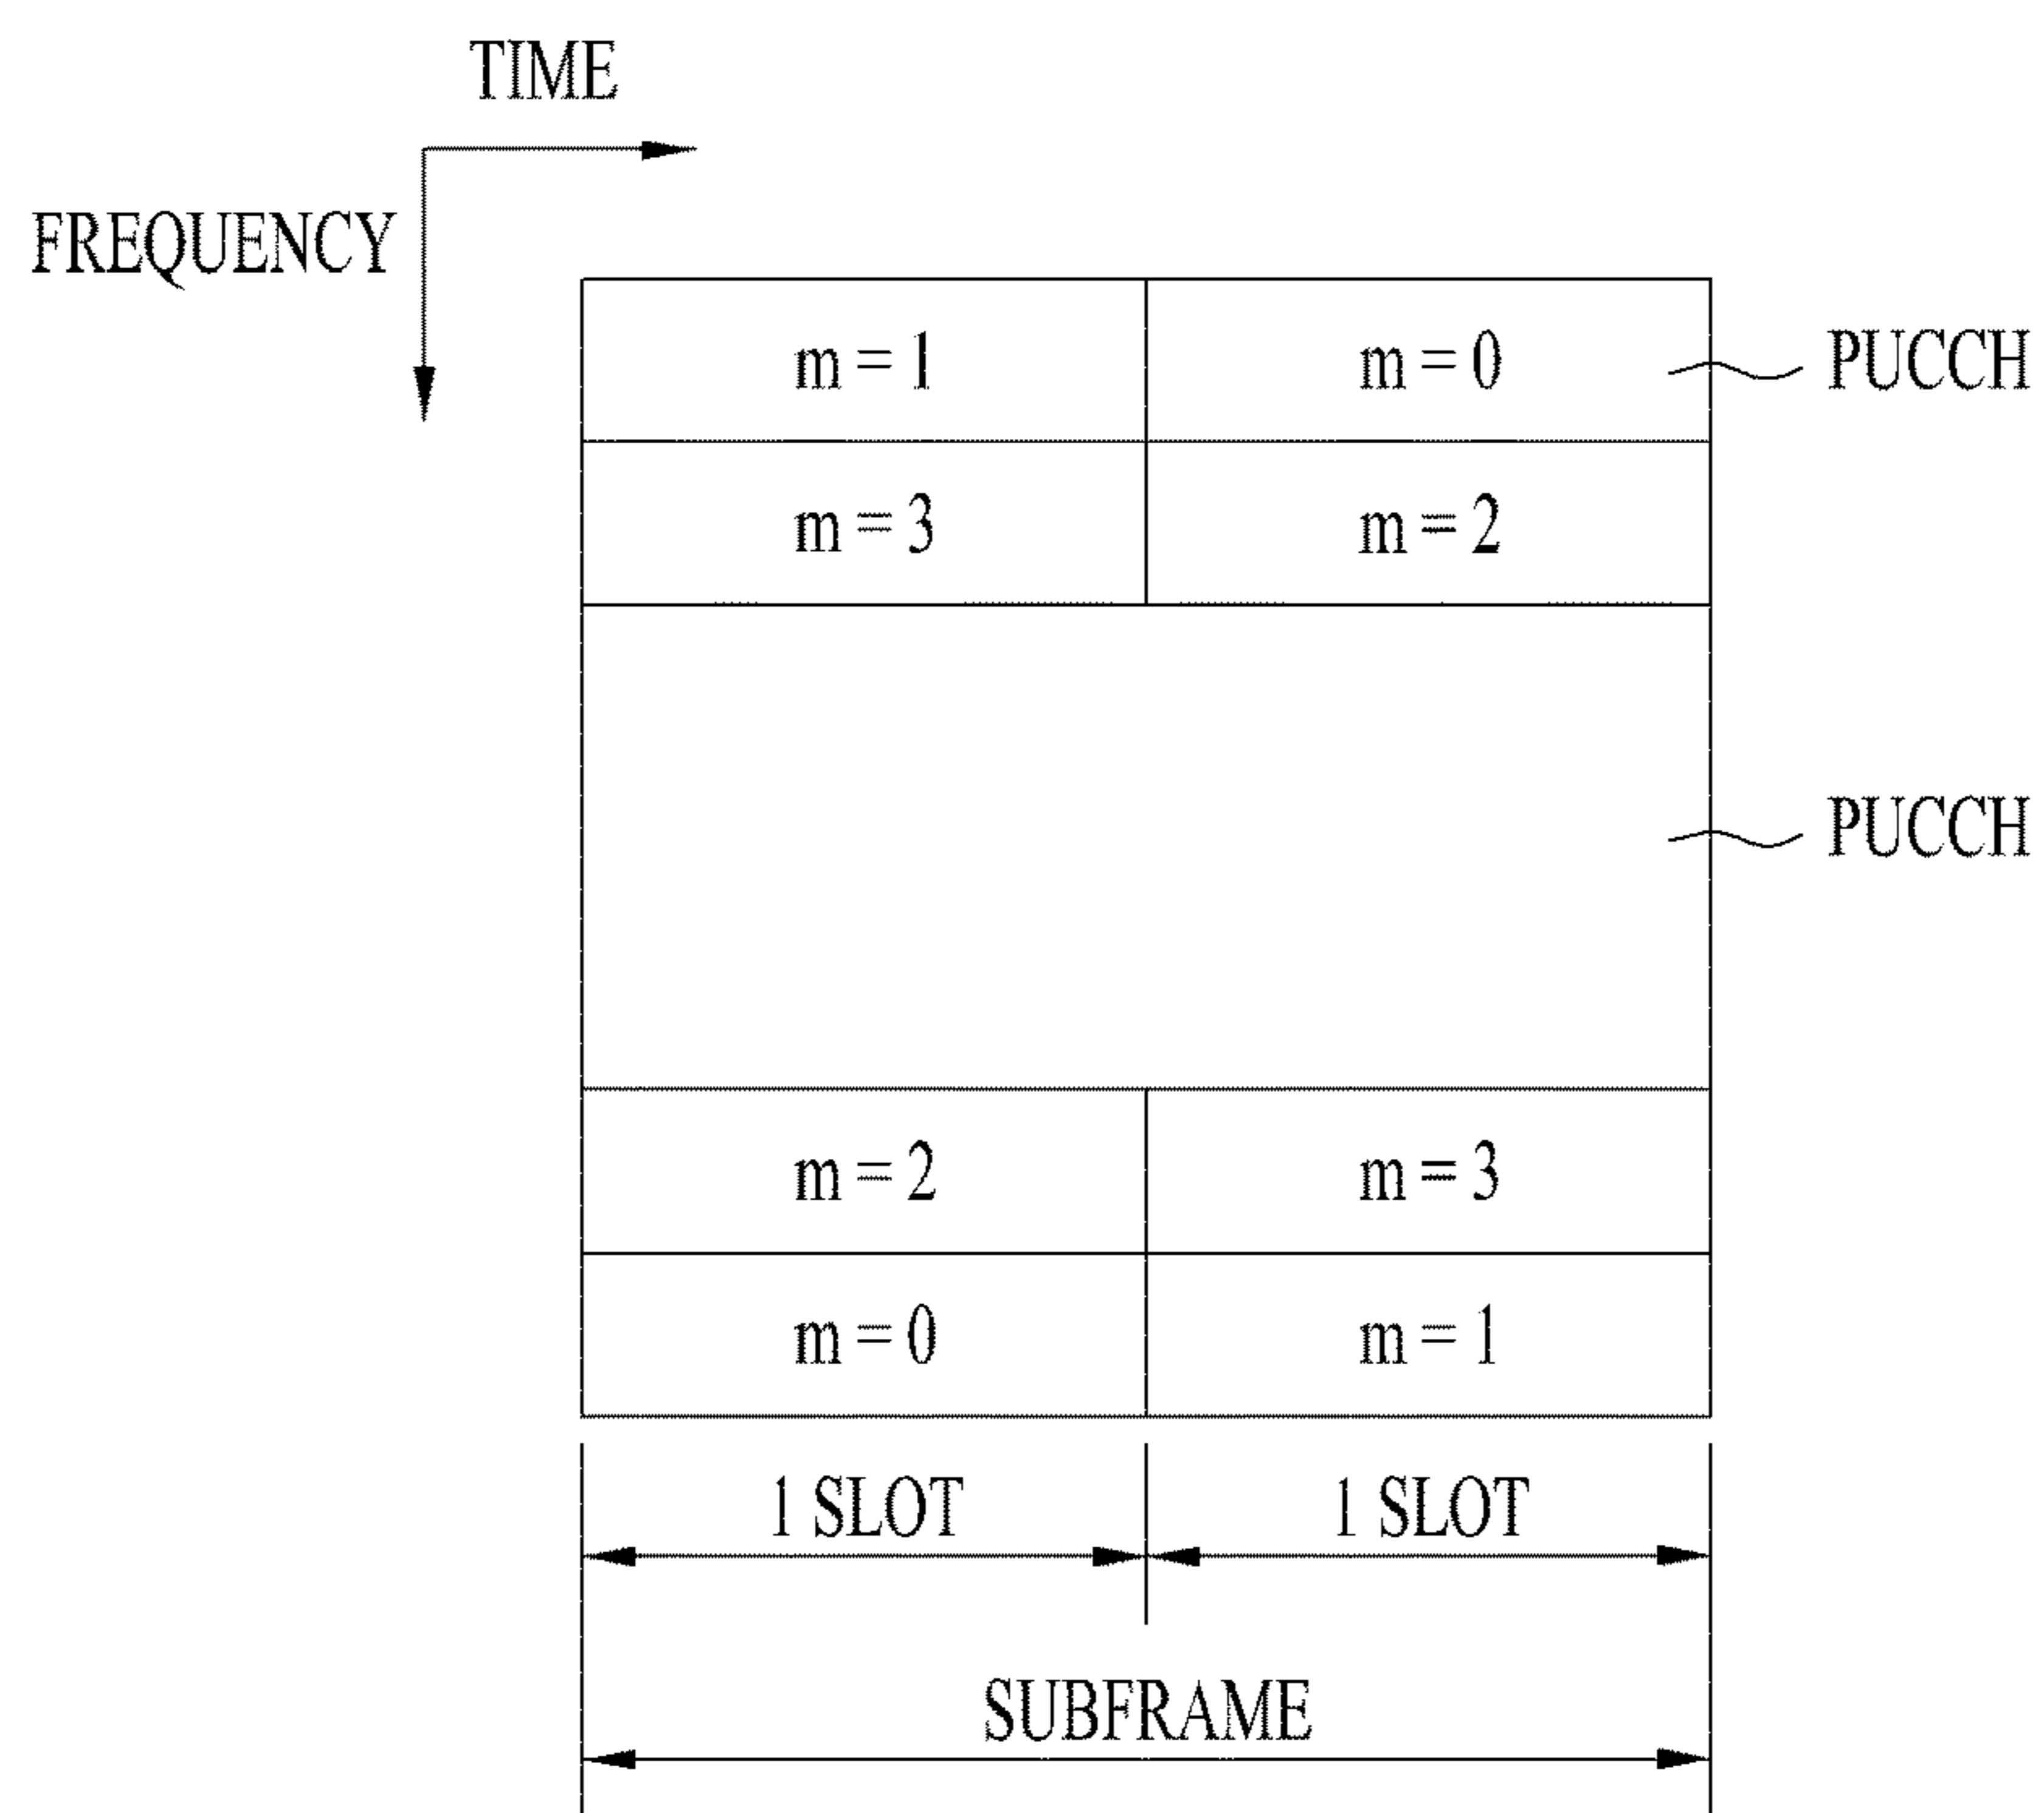 TIME
FREQUENCY
m = 1
m = 0
PUCCH
m = 3
m = 2
PUCCH
m = 2
m = 3
m = 0
m = 1
1 SLOT
1 SLOT
SUBFRAME